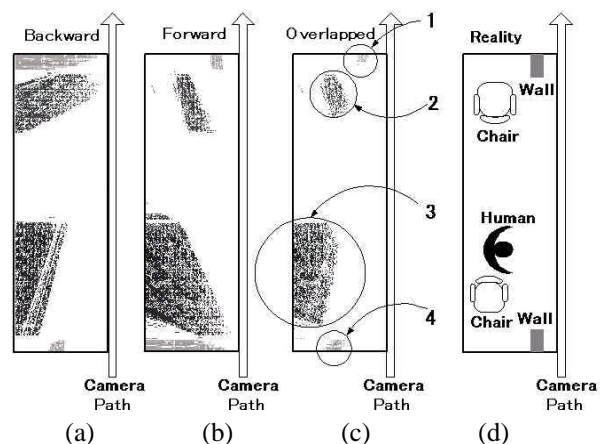 Backward
Forward
Overlapped
1
Reality
2
Wall
Chair
3
Human
4
Chair
Wall
Camera
Path
Camera
Path
Camera
Path
Camera
Path
(a)
(b)
(c)
(d)